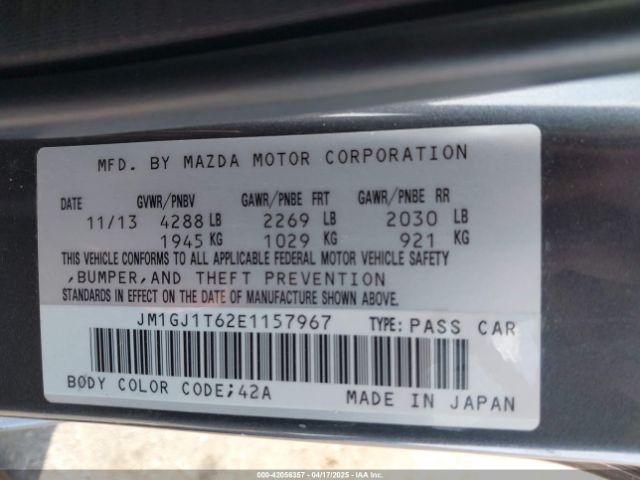 MFD. BY MAZDA MOTOR CORPORATION
DATE GVWR/PNBV GAWR/PNBE FRT GAWR/PNBE RR
11/13 4288 LB 2269 LB 2030 LB
1945 KG 1029 KG 921 KG
THIS VEHICLE CONFORMS TO ALL APPLICABLE FEDERAL MOTOR VEHICLE SAFETY
,BUMPER,AND THEFT PREVENTION
STANDARDS IN EFFECT ON THE DATE OF MANUFACTURE SHOWN ABOVE.
JM1GJ1T62E1157967 TYPE: PASS CAR
BODY COLOR CODE;42A MADE IN JAPAN
000-42056357 - 04/17/2025 - IAA Inc.